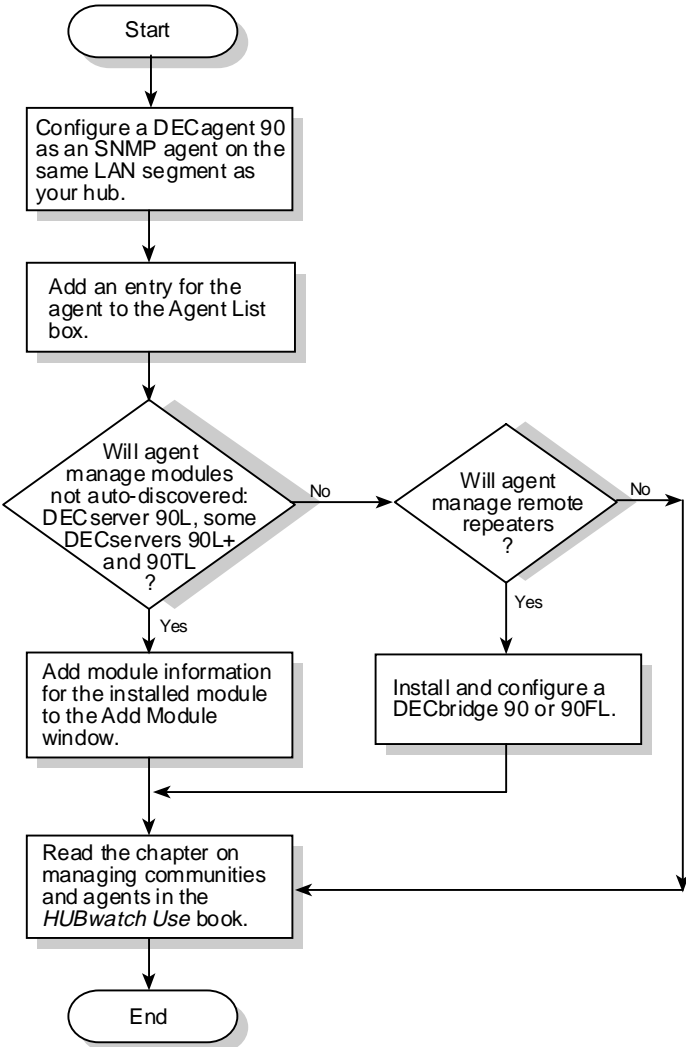 Start
Configure a DECagent 90
as an SNMP agent on the
same LAN segment as
your hub.
Add an entry for the
agent to the Agent List
box.
Will agent
manage modules
not auto-discovered:
DECserver 90L, some
DECservers 90L+
and 90TL
?
No
Will agent
manage remote
repeaters
?
No
Yes
Yes
Add module information
for the installed module
to the Add Module
window.
Install and configure a
DECbridge 90 or 90FL.
Read the chapter on
managing communities
and agents in the
HUBwatch Use book.
End